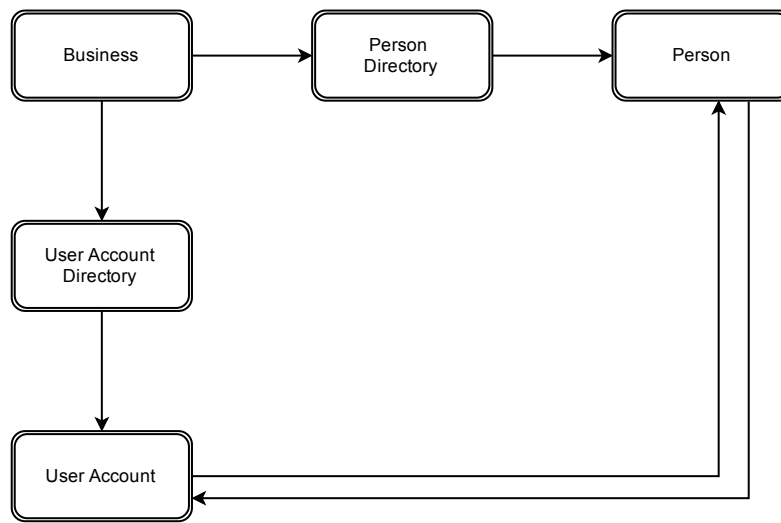 Business
Person
Directory
Person
User Account
Directory
User Account